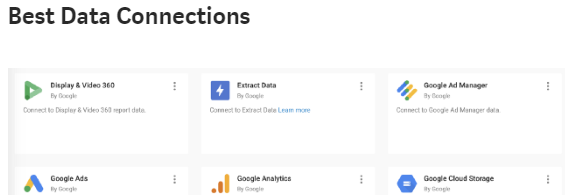 Best Data Connections
Display & Video 360
By Google
Connect to Display & Video 360 report data.
Extract Data
By Google
Connect to Extract Data Learn more
Google Ad Manager
By Google
Connect to Google Ad Manager data.
Google Ads
By Google
Google Analytics
By Google
Google Cloud Storage
By Google